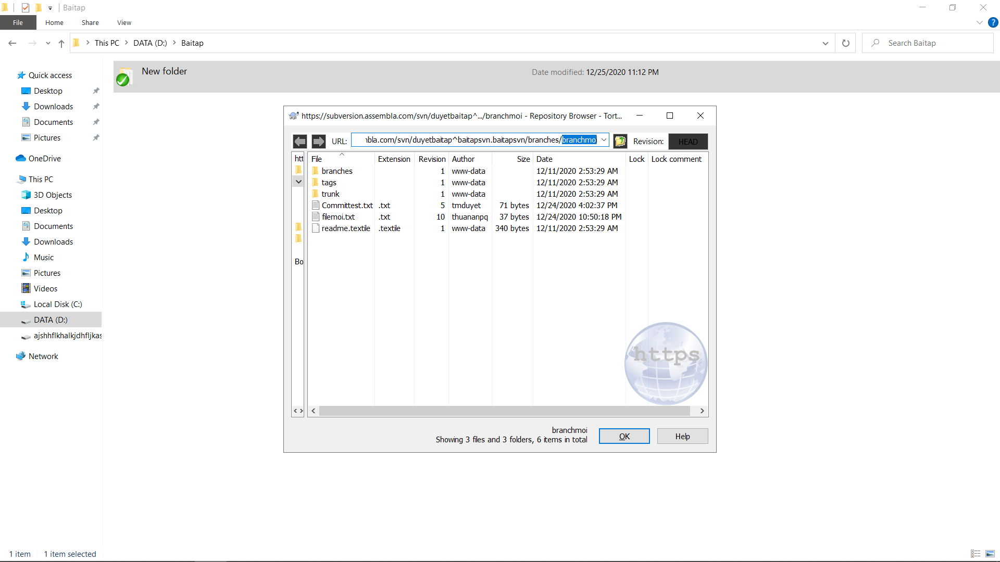 Baitap
File Home Share View
This PC DATA (D:) Baitap
Search Baitap
Quick access
Desktop
Downloads
Documents
Pictures
OneDrive
This PC
3D Objects
Desktop
Documents
Downloads
Music
Pictures
Videos
Local Disk (C:)
DATA (D:)
ajshhflkhalkjdhfljkas
Network
New folder
Date modified: 12/25/2020 11:12 PM
https://subversion.assembla.com/svn/duyetbaitap^.../branchmoi - Repository Browser - Tort...
URL: mbla.com/svn/duyetbaitap^baitapsvn.baitapsvn/branches/branchmoi Revision: HEAD
htt
Bo
File Extension Revision Author Size Date Lock Lock comment
branches 1 www-data 12/11/2020 2:53:29 AM
tags 1 www-data 12/11/2020 2:53:29 AM
trunk 1 www-data 12/11/2020 2:53:29 AM
Committest.txt .txt 5 tmduyet 71 bytes 12/24/2020 4:02:37 PM
filemoi.txt .txt 10 thuananpq 37 bytes 12/24/2020 10:50:18 PM
readme.textile .textile 1 www-data 340 bytes 12/11/2020 2:53:29 AM
https
branchmoi
Showing 3 files and 3 folders, 6 items in total
OK Help
1 item 1 item selected